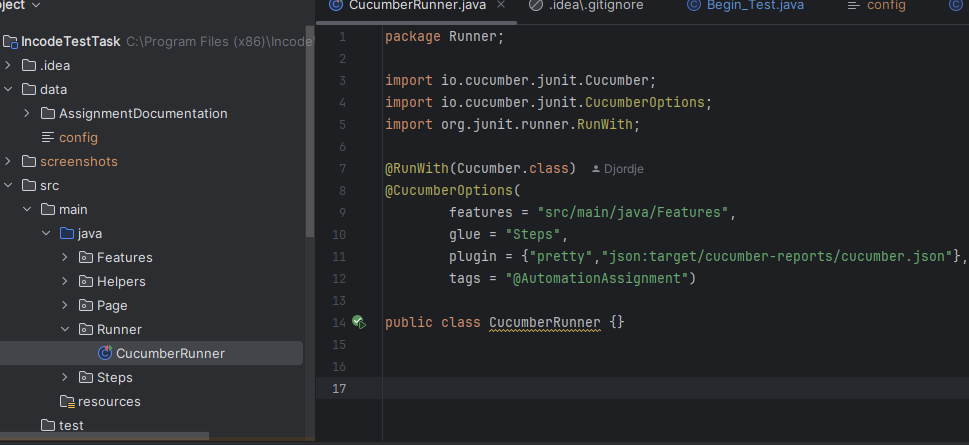 oject
CucumberRunner.java
.idea\.gitignore
Begin_Test.java
config
IncodeTestTask C:\Program Files (x86)\Incode\
.idea
data
AssignmentDocumentation
config
screenshots
src
main
java
Features
Helpers
Page
Runner
CucumberRunner
Steps
resources
test
1 package Runner;
2
3 import io.cucumber.junit.Cucumber;
4 import io.cucumber.junit.CucumberOptions;
5 import org.junit.runner.RunWith;
6
7 @RunWith(Cucumber.class) Djordje
8 @CucumberOptions(
9 features = "src/main/java/Features",
10 glue = "Steps",
11 plugin = {"pretty","json:target/cucumber-reports/cucumber.json"},
12 tags = "@AutomationAssignment")
13
14 public class CucumberRunner {}
15
16
17